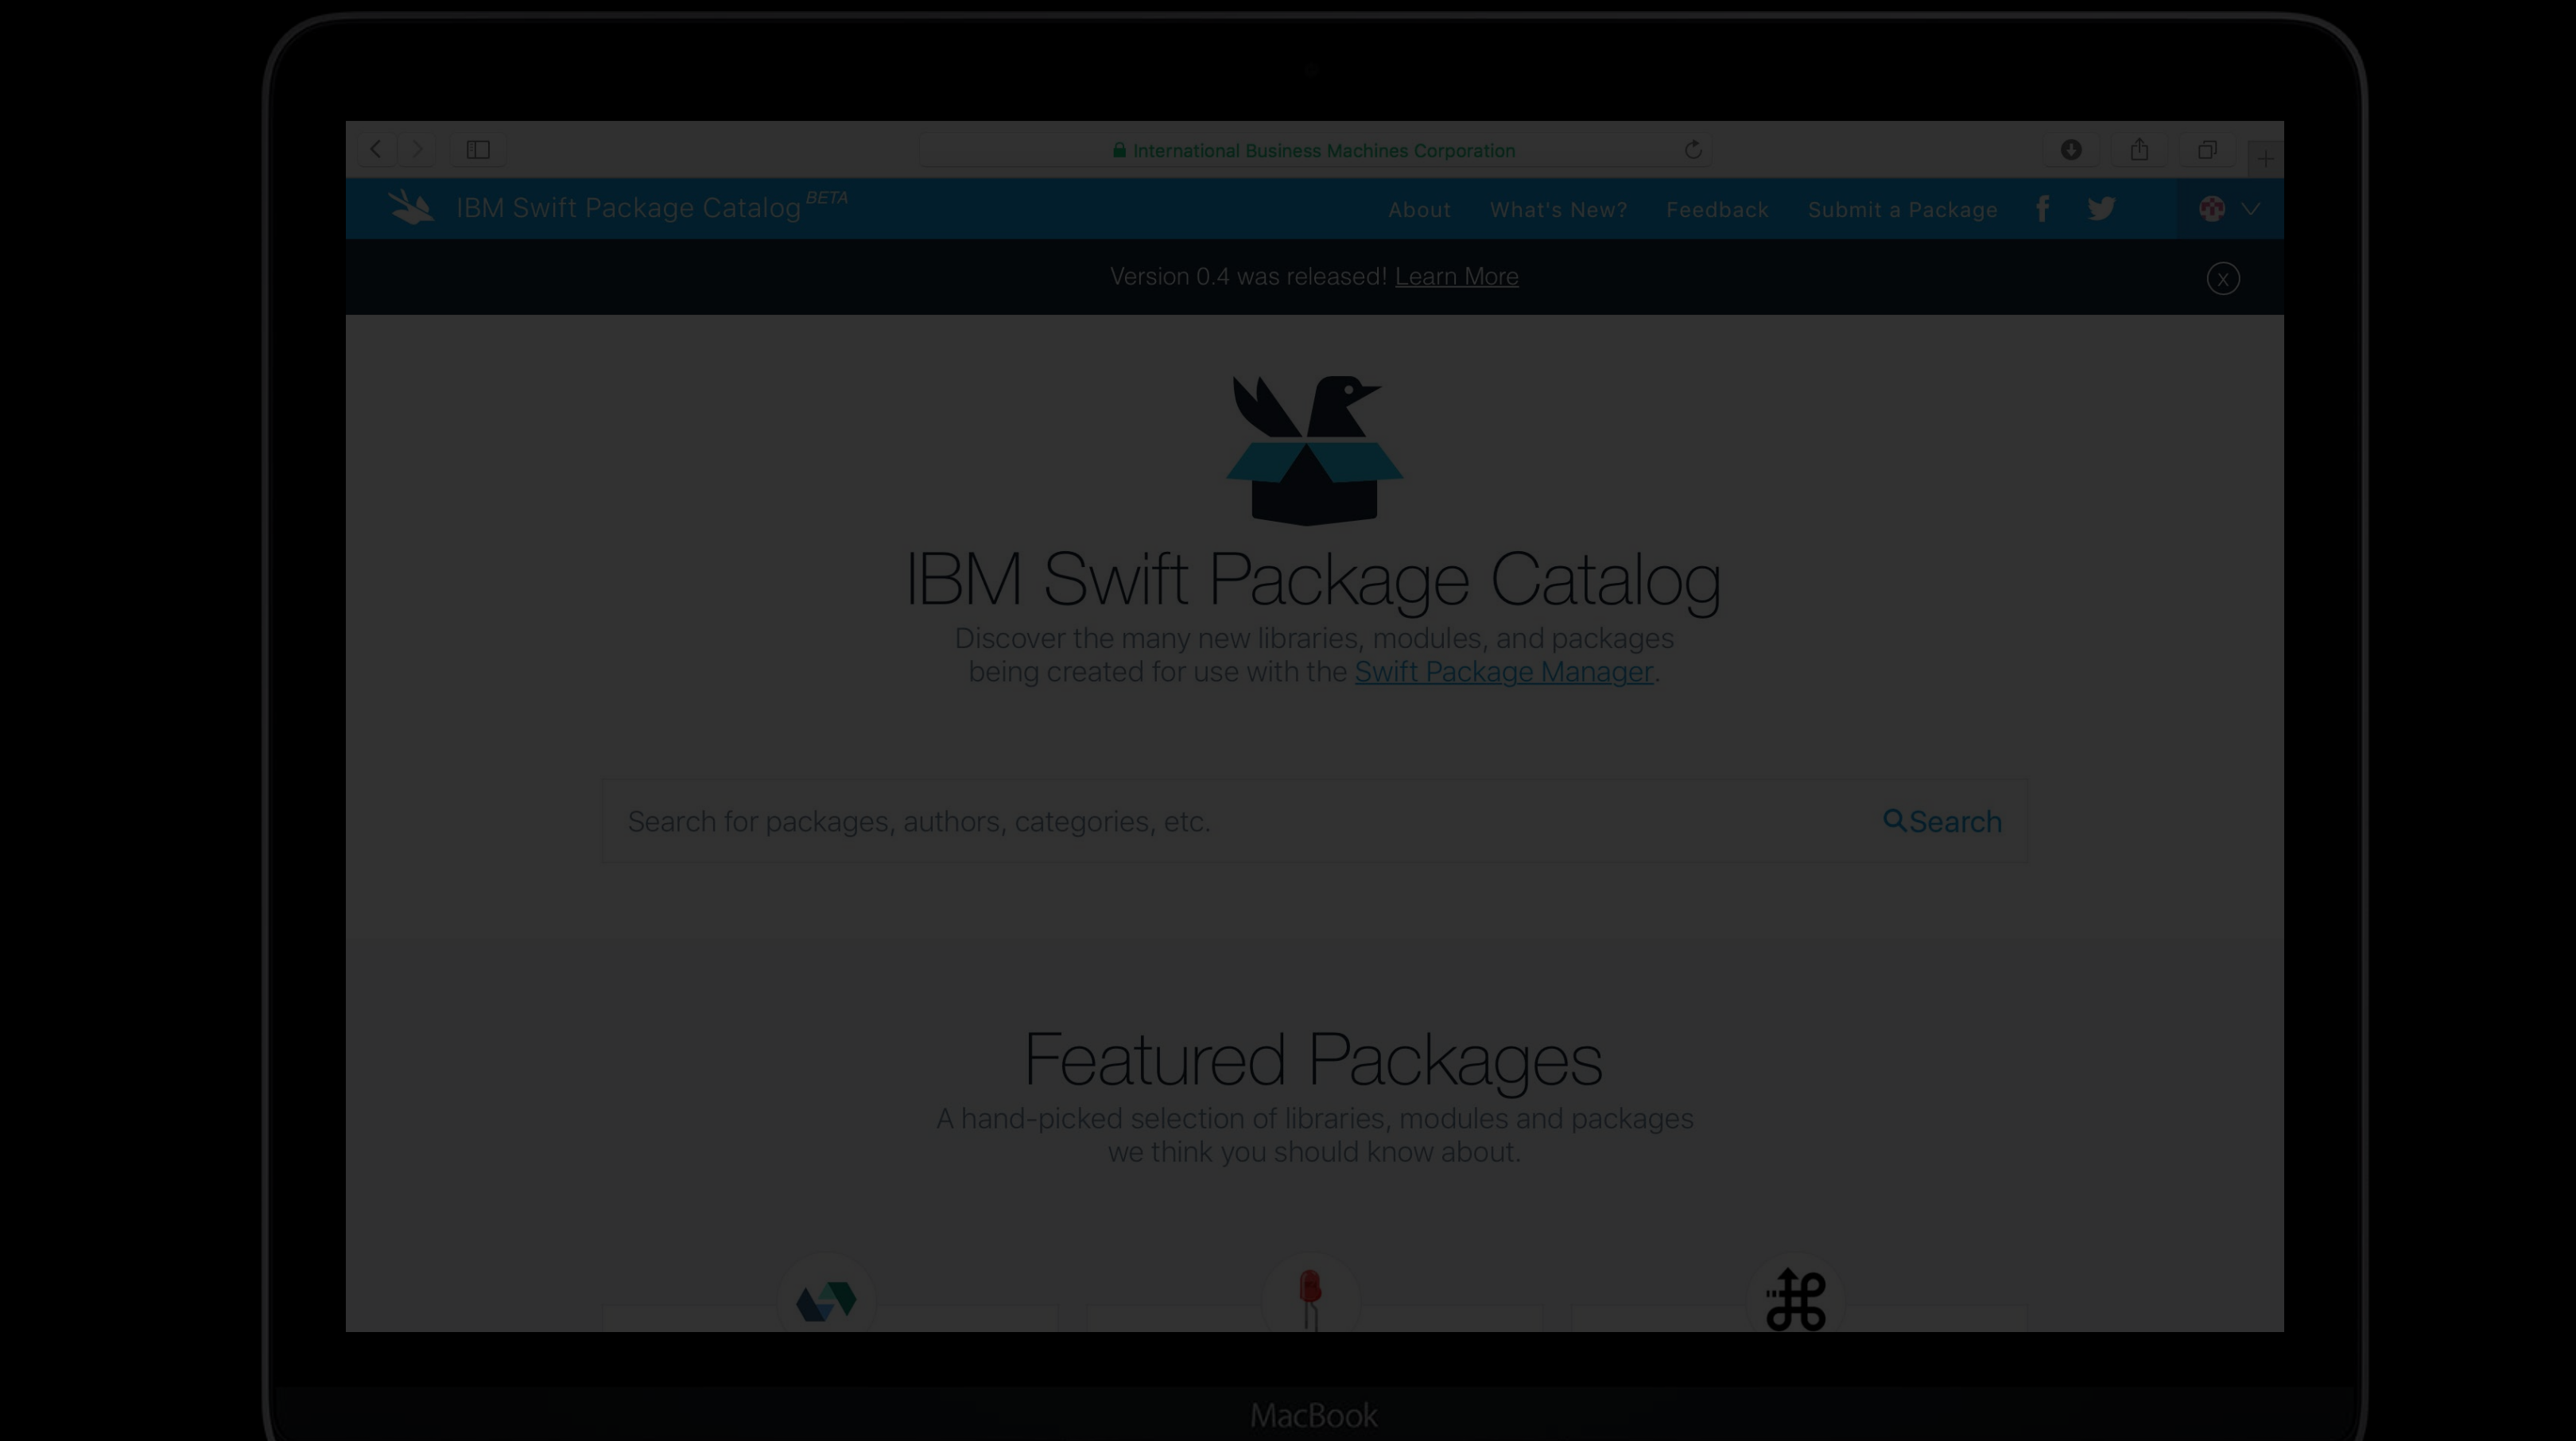 International Business Machines Corporation
IBM Swift Package Catalog BETA
About What's New? Feedback Submit a Package
Version 0.4 was released! Learn More
IBM Swift Package Catalog
Discover the many new libraries, modules, and packages
being created for use with the Swift Package Manager.
Search for packages, authors, categories, etc. Search
Featured Packages
A hand-picked selection of libraries, modules and packages
we think you should know about.
MacBook